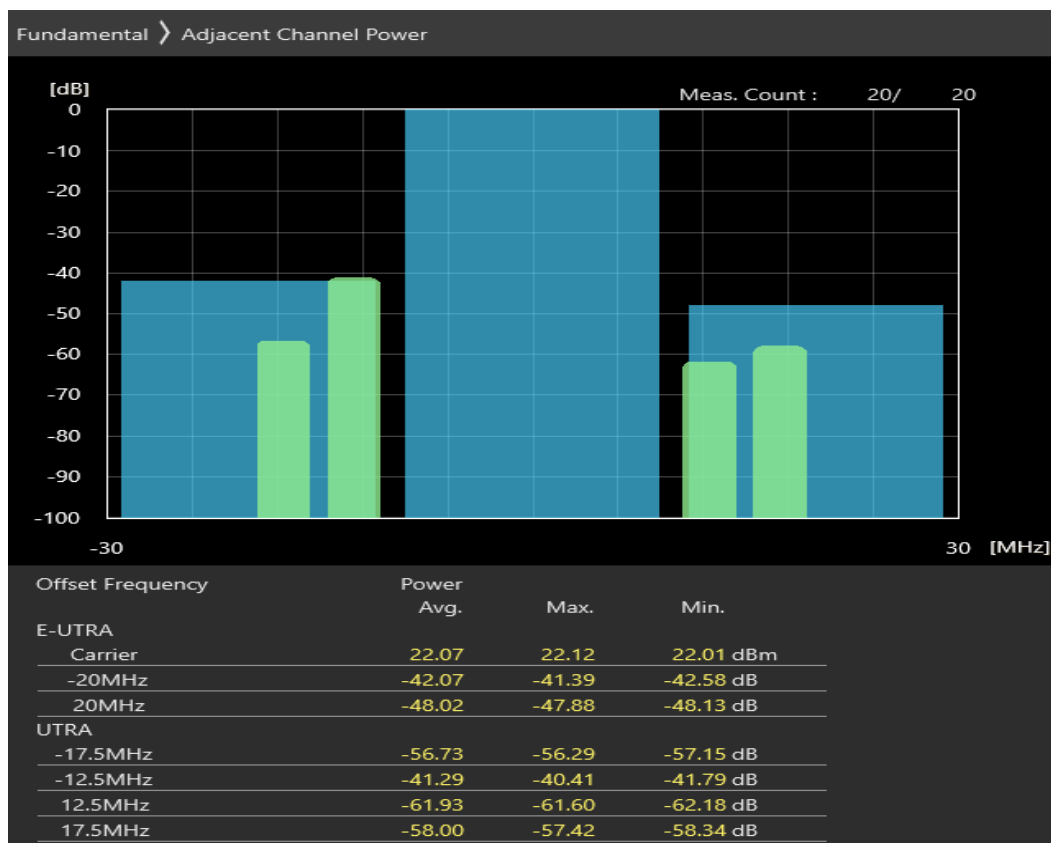 Fundamental 〉 Adjacent Channel Power
[dB]
Meas. Count : 20/ 20
0
-10
-20
-30
-40
-50
-60
-70
-80
-90
-100
-30 30 [MHz]
Offset Frequency Power
Avg. Max. Min.
E-UTRA
Carrier 22.07 22.12 22.01 dBm
-20MHz -42.07 -41.39 -42.58 dB
20MHz -48.02 -47.88 -48.13 dB
UTRA
-17.5MHz -56.73 -56.29 -57.15 dB
-12.5MHz -41.29 -40.41 -41.79 dB
12.5MHz -61.93 -61.60 -62.18 dB
17.5MHz -58.00 -57.42 -58.34 dB